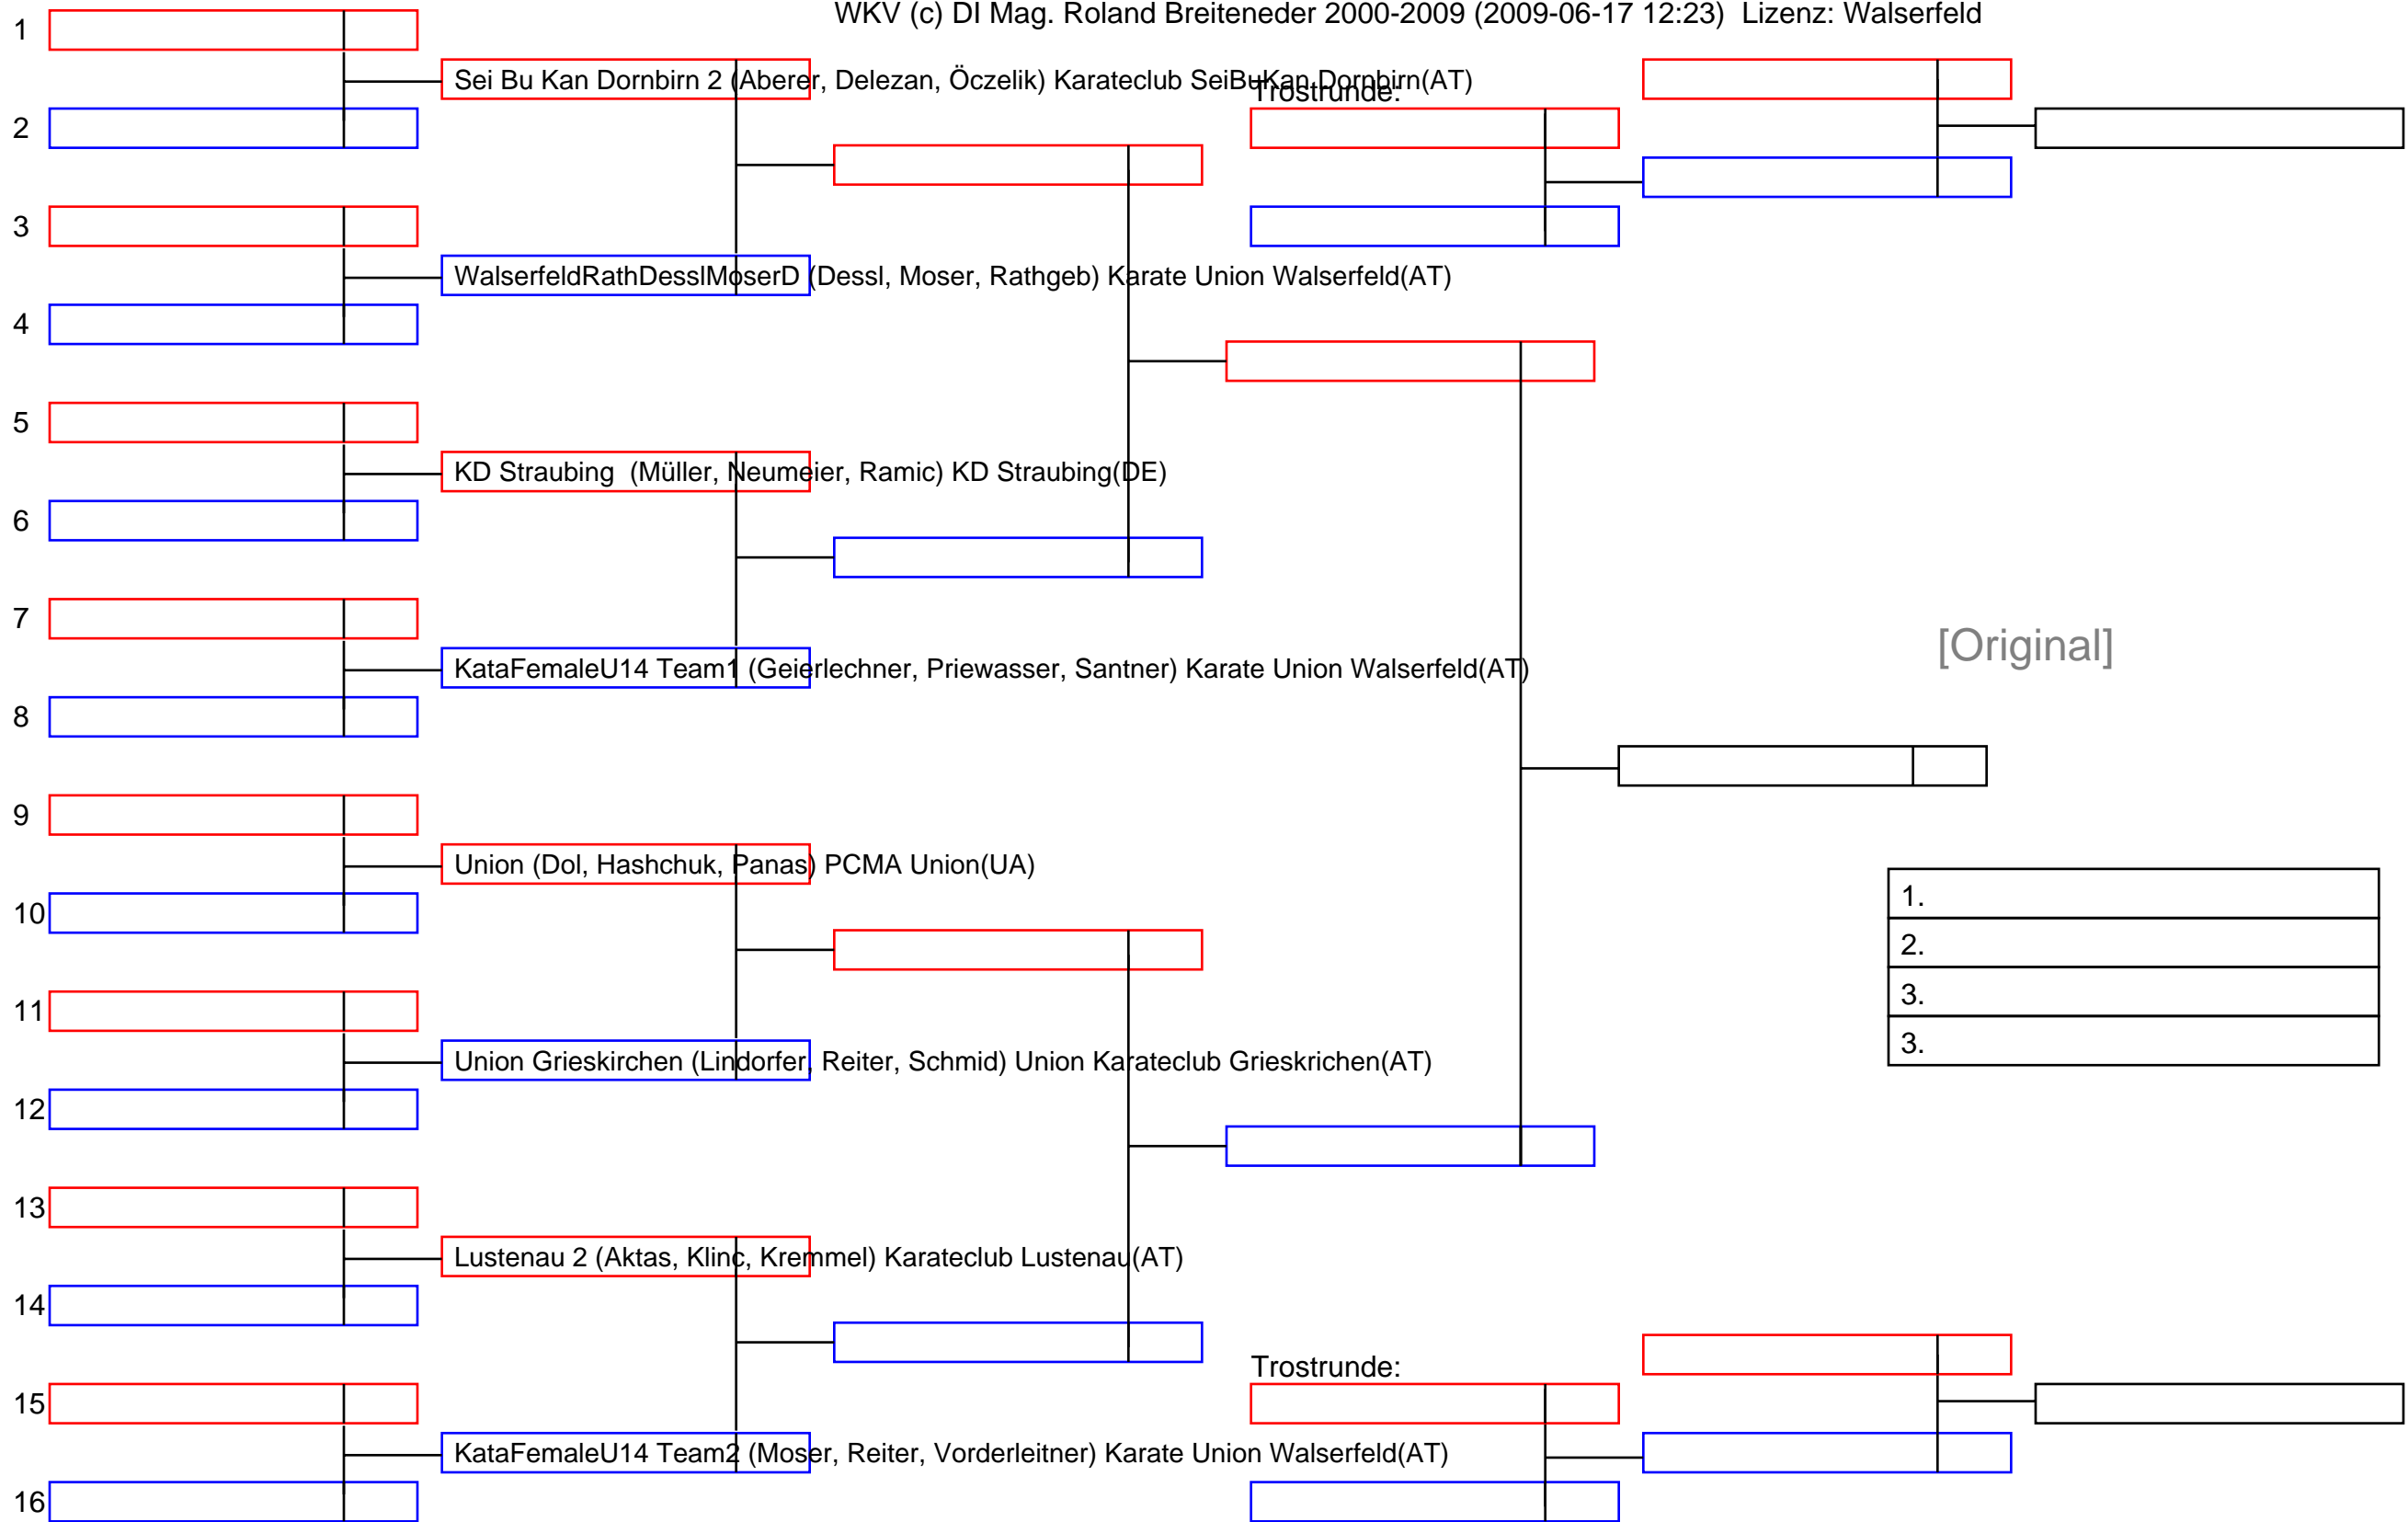 WKV (c) DI Mag. Roland Breiteneder 2000-2009 (2009-06-17 12:23)  Lizenz: Walserfeld
1
Sei Bu Kan Dornbirn 2 (Aberer, Delezan, Öczelik) Karateclub SeiBuKan Dornbirn(AT)
Trostrunde:
2
3
WalserfeldRathDesslMoserD (Dessl, Moser, Rathgeb) Karate Union Walserfeld(AT)
4
5
KD Straubing  (Müller, Neumeier, Ramic) KD Straubing(DE)
6
7
[Original]
KataFemaleU14 Team1 (Geierlechner, Priewasser, Santner) Karate Union Walserfeld(AT)
8
9
Union (Dol, Hashchuk, Panas) PCMA Union(UA)
1.
10
2.
3.
11
3.
Union Grieskirchen (Lindorfer, Reiter, Schmid) Union Karateclub Grieskrichen(AT)
12
13
Lustenau 2 (Aktas, Klinc, Kremmel) Karateclub Lustenau(AT)
14
Trostrunde:
15
KataFemaleU14 Team2 (Moser, Reiter, Vorderleitner) Karate Union Walserfeld(AT)
16